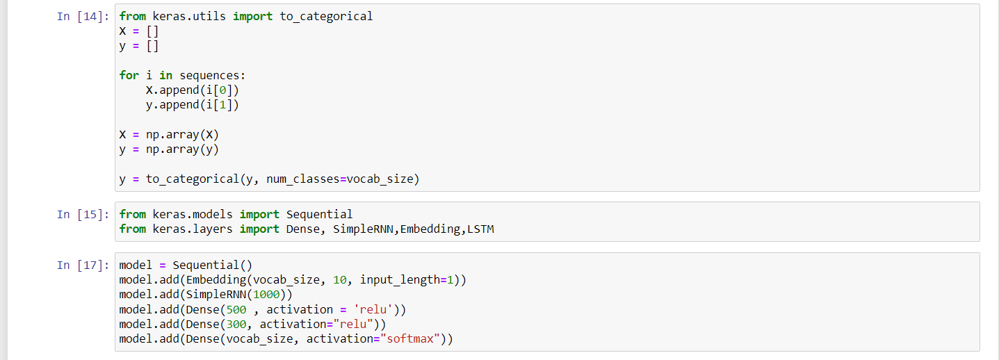 In [14]: from keras.utils import to_categorical
X = []
y = []
for i in sequences:
    X.append(i[0])
    y.append(i[1])
X = np.array(X)
y = np.array(y)
y = to_categorical(y, num_classes=vocab_size)
In [15]: from keras.models import Sequential
from keras.layers import Dense, SimpleRNN,Embedding,LSTM
In [17]: model = Sequential()
model.add(Embedding(vocab_size, 10, input_length=1))
model.add(SimpleRNN(1000))
model.add(Dense(500 , activation = 'relu'))
model.add(Dense(300, activation="relu"))
model.add(Dense(vocab_size, activation="softmax"))